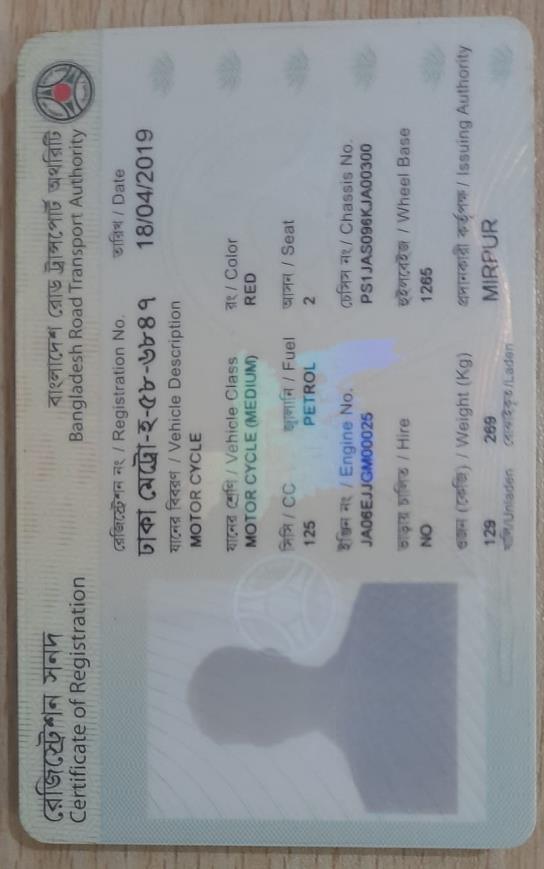 রেজিস্ট্রেশন সনদ
Certificate of Registration
বাংলাদেশ রোড ট্রান্সপোর্ট অথরিটি
Bangladesh Road Transport Authority
রেজিস্ট্রেশন নং / Registration No. তারিখ / Date
ঢাকা মেট্রো-হ-৫৮-৬৮৪৭ 18/04/2019
যানের বিবরণ / Vehicle Description
MOTOR CYCLE
যানের শ্রেণি / Vehicle Class রং / Color
MOTOR CYCLE (MEDIUM) RED
সিসি / CC জ্বালানি / Fuel আসন / Seat
125 PETROL 2
ইঞ্জিন নং / Engine No. চেসিস নং / Chassis No.
JA06EJJGM00025 PS1JAS096KJA00300
ভাড়ায় চালিত / Hire হুইলবেইজ / Wheel Base
NO 1265
ওজন (কেজি) / Weight (Kg) প্রদানকারী কর্তৃপক্ষ / Issuing Authority
129 269 MIRPUR
খালি/Unladen বোঝাইকৃত/Laden